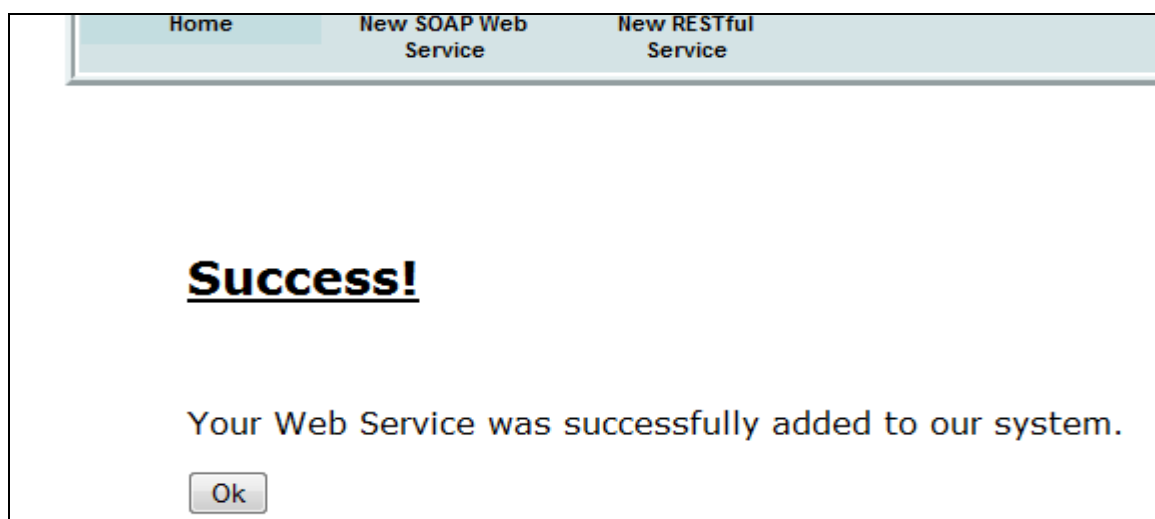 Home New SOAP Web New RESTful
Service Service
Success!
Your Web Service was successfully added to our system.
Ok